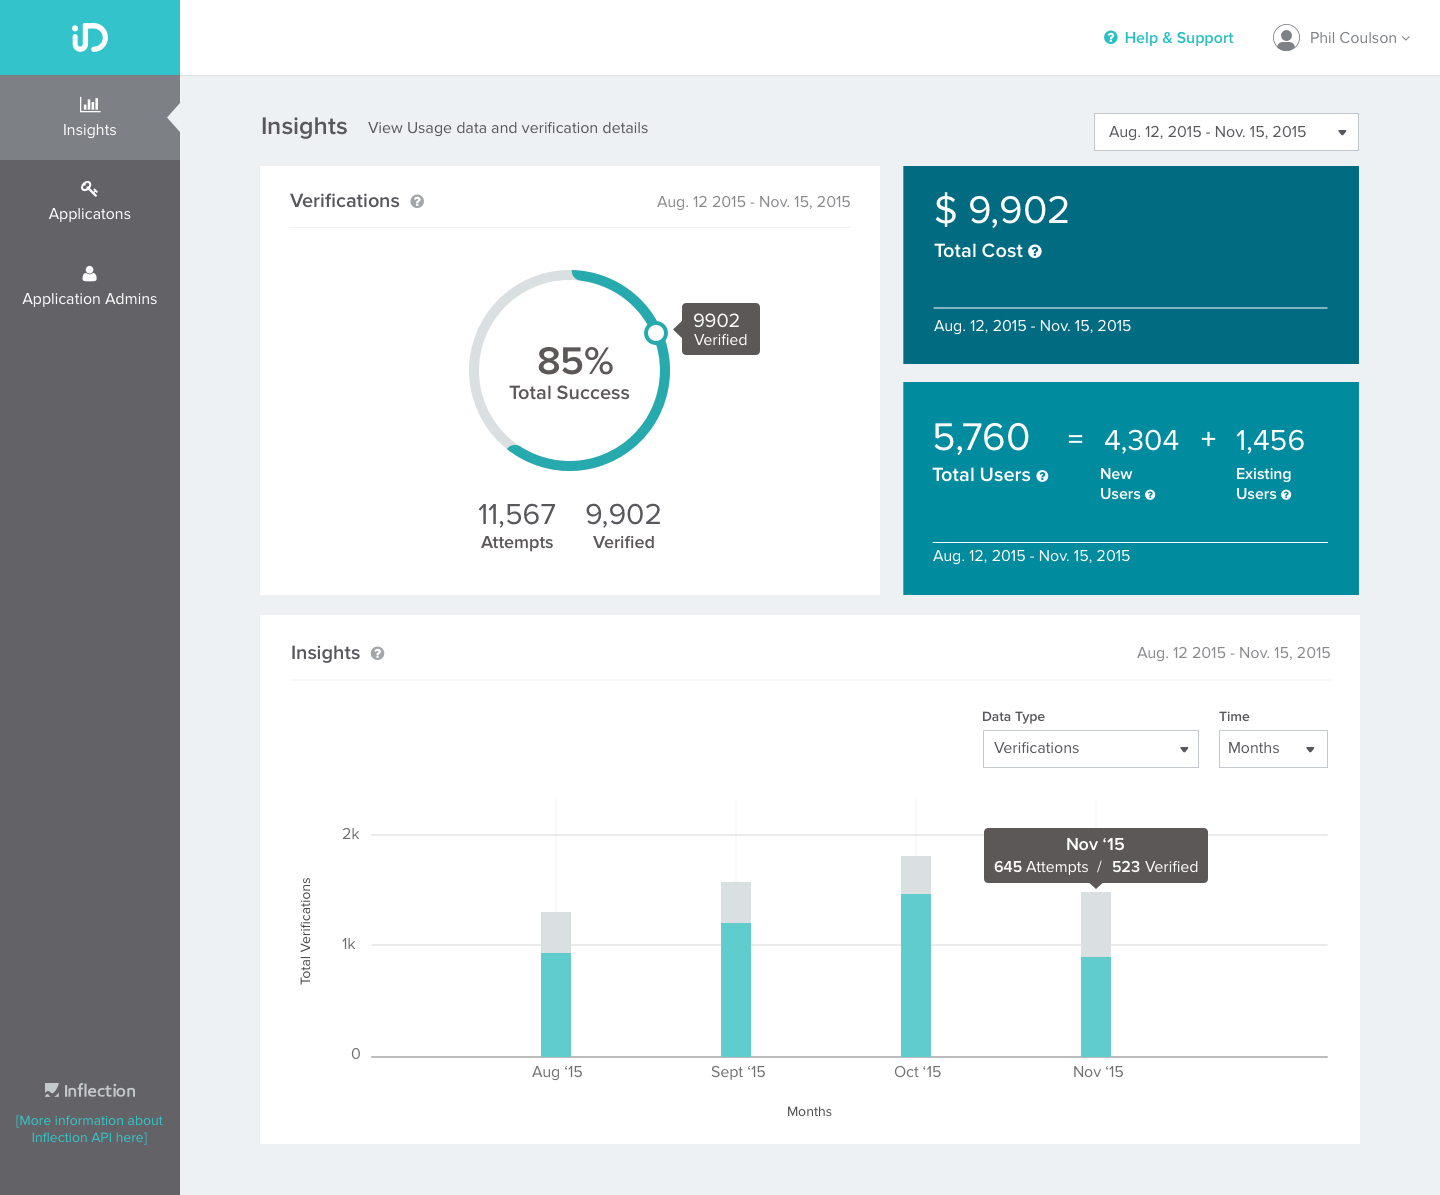 iD
Help & Support
Phil Coulson
Insights
Applicatons
Application Admins
Inflection
[More information about
Inflection API here]
Insights
View Usage data and verification details
Aug. 12, 2015 - Nov. 15, 2015
Verifications
Aug. 12 2015 - Nov. 15, 2015
85%
Total Success
9902
Verified
11,567
Attempts
9,902
Verified
$ 9,902
Total Cost
Aug. 12, 2015 - Nov. 15, 2015
5,760 = 4,304 + 1,456
Total Users
New
Users
Existing
Users
Aug. 12, 2015 - Nov. 15, 2015
Insights
Aug. 12 2015 - Nov. 15, 2015
Data Type
Verifications
Time
Months
Total Verifications
2k
1k
0
Nov ‘15
645 Attempts / 523 Verified
Aug ‘15
Sept ‘15
Oct ‘15
Nov ‘15
Months